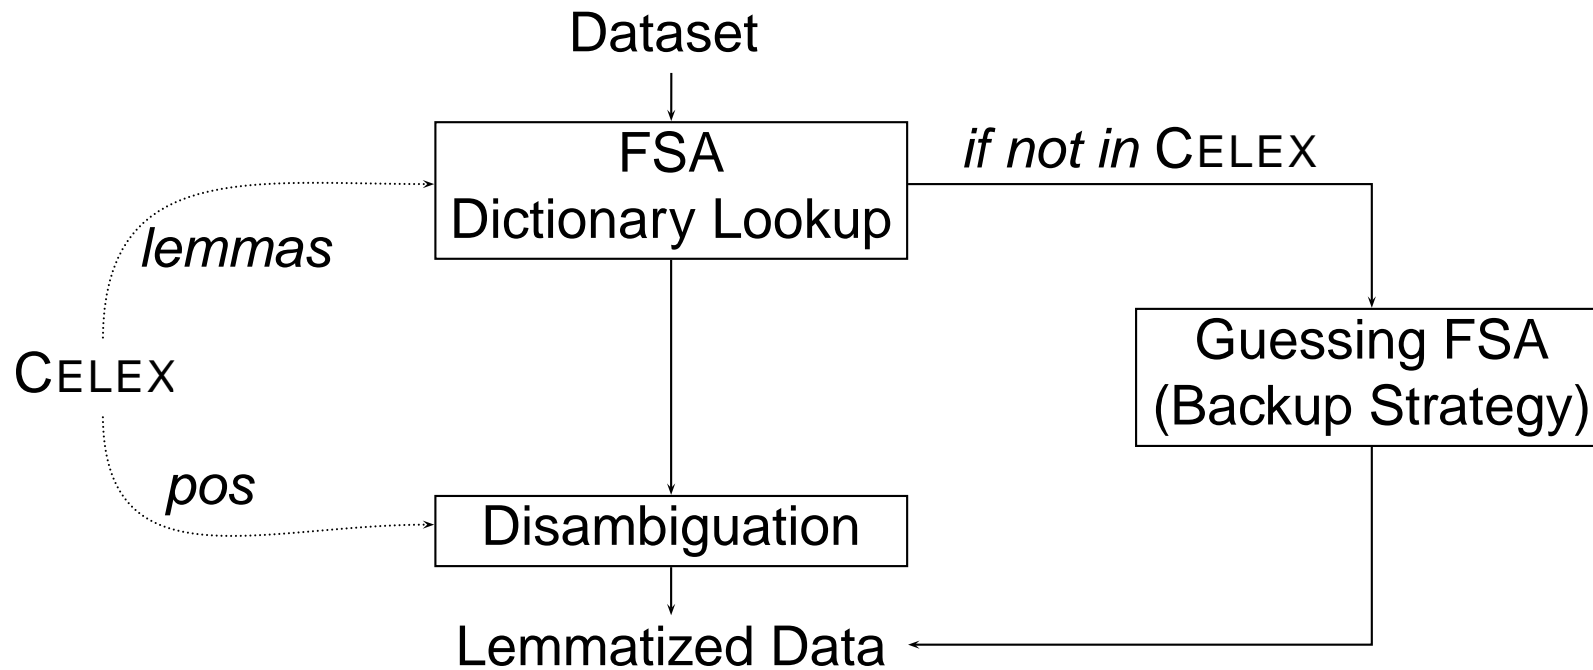 Dataset
FSA
Dictionary Lookup
if not in CELEX
lemmas
Guessing FSA
(Backup Strategy)
CELEX
pos
Disambiguation
Lemmatized Data